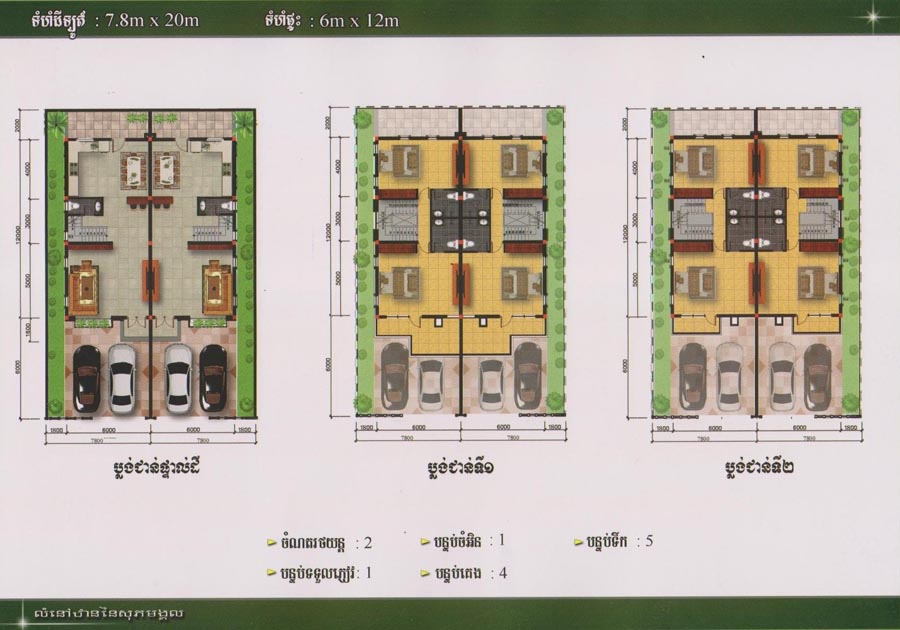 ទំហំដីឡូត៍ : 7.8m x 20m
ទំហំផ្ទះ : 6m x 12m
2000
4000
3000
12000
5000
1500
6000
1800 6000 6000 1800
7800 7800
2000
4000
3000
12000
5000
6000
1800 6000 6000 1800
7800 7800
2000
4000
3000
12000
5000
6000
1800 6000 6000 1800
7800 7800
ប្លង់ជាន់ផ្ទាល់ដី
ប្លង់ជាន់ទី១
ប្លង់ជាន់ទី២
ចំណតរថយន្ត : 2
បន្ទប់ចំអិន : 1
បន្ទប់ទឹក : 5
បន្ទប់ទទួលភ្ញៀវ : 1
បន្ទប់គេង : 4
លំនៅឋាននៃសុភមង្គល